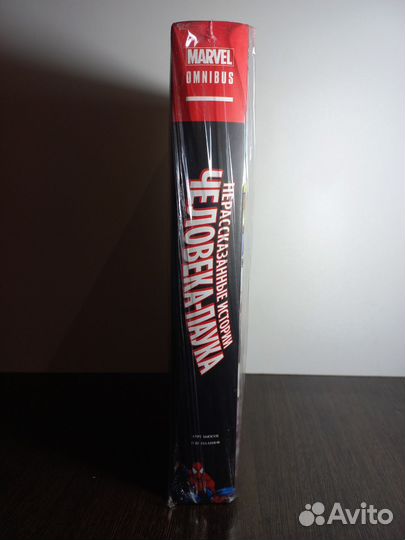 MARVEL
OMNIBUS
НЕРАССКАЗАННЫЕ ИСТОРИИ
ЧЕЛОВЕКА-ПАУКА
Avito